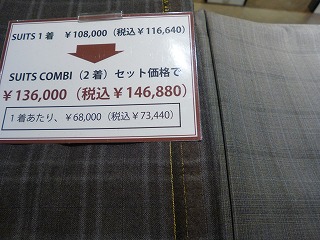 SUITS 1 着　￥108,000（税込￥116,640）
SUITS COMBI（2 着）セット価格で
￥136,000（税込￥146,880）
1 着あたり、￥68,000（税込￥73,440）